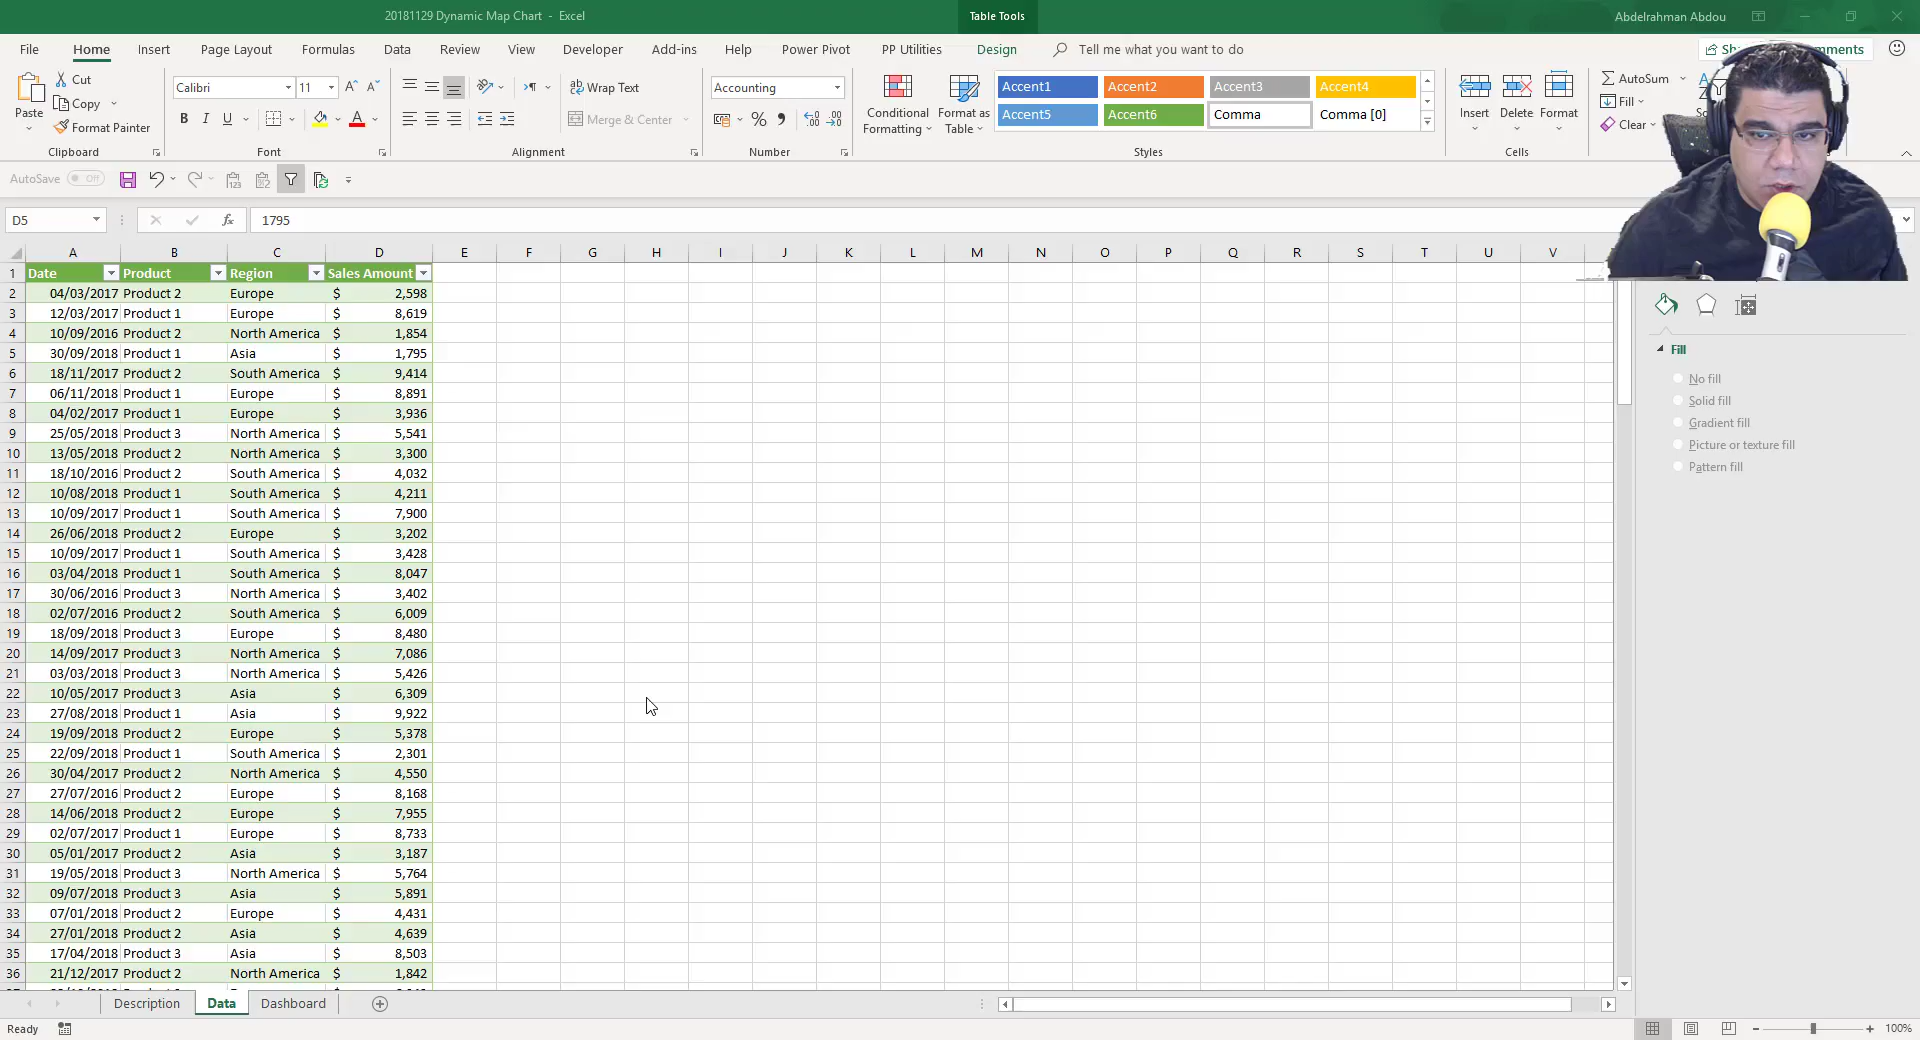 20181129 Dynamic Map Chart - Excel
Table Tools
Abdelrahman Abdou
File Home Insert Page Layout Formulas Data Review View Developer Add-ins Help Power Pivot PP Utilities Design Tell me what you want to do
Paste
Cut
Copy
Format Painter
Clipboard
Calibri 11
B I U
Font
Wrap Text
Merge & Center
Alignment
Accounting
Number
Conditional Formatting
Format as Table
Accent1 Accent2 Accent3 Accent4
Accent5 Accent6 Comma Comma [0]
Styles
Insert Delete Format
Cells
AutoSum
Fill
Clear
AutoSave Off
D5 fx 1795
A B C D E F G H I J K L M N O P Q R S T U V
1 Date Product Region Sales Amount
2 04/03/2017 Product 2 Europe $ 2,598
3 12/03/2017 Product 1 Europe $ 8,619
4 10/09/2016 Product 2 North America $ 1,854
5 30/09/2018 Product 1 Asia $ 1,795
6 18/11/2017 Product 2 South America $ 9,414
7 06/11/2018 Product 1 Europe $ 8,891
8 04/02/2017 Product 1 Europe $ 3,936
9 25/05/2018 Product 3 North America $ 5,541
10 13/05/2018 Product 2 North America $ 3,300
11 18/10/2016 Product 2 South America $ 4,032
12 10/08/2018 Product 1 South America $ 4,211
13 10/09/2017 Product 1 South America $ 7,900
14 26/06/2018 Product 2 Europe $ 3,202
15 10/09/2017 Product 1 South America $ 3,428
16 03/04/2018 Product 1 South America $ 8,047
17 30/06/2016 Product 3 North America $ 3,402
18 02/07/2016 Product 2 South America $ 6,009
19 18/09/2018 Product 3 Europe $ 8,480
20 14/09/2017 Product 3 North America $ 7,086
21 03/03/2018 Product 3 North America $ 5,426
22 10/05/2017 Product 3 Asia $ 6,309
23 27/08/2018 Product 1 Asia $ 9,922
24 19/09/2018 Product 2 Europe $ 5,378
25 22/09/2018 Product 1 South America $ 2,301
26 30/04/2017 Product 2 North America $ 4,550
27 27/07/2016 Product 2 Europe $ 8,168
28 14/06/2018 Product 2 Europe $ 7,955
29 02/07/2017 Product 1 Europe $ 8,733
30 05/01/2017 Product 2 Asia $ 3,187
31 19/05/2018 Product 3 North America $ 5,764
32 09/07/2018 Product 3 Asia $ 5,891
33 07/01/2018 Product 2 Europe $ 4,431
34 27/01/2018 Product 2 Asia $ 4,639
35 17/04/2018 Product 3 Asia $ 8,503
36 21/12/2017 Product 2 North America $ 1,842
Fill
No fill
Solid fill
Gradient fill
Picture or texture fill
Pattern fill
Description Data Dashboard
Ready
100%